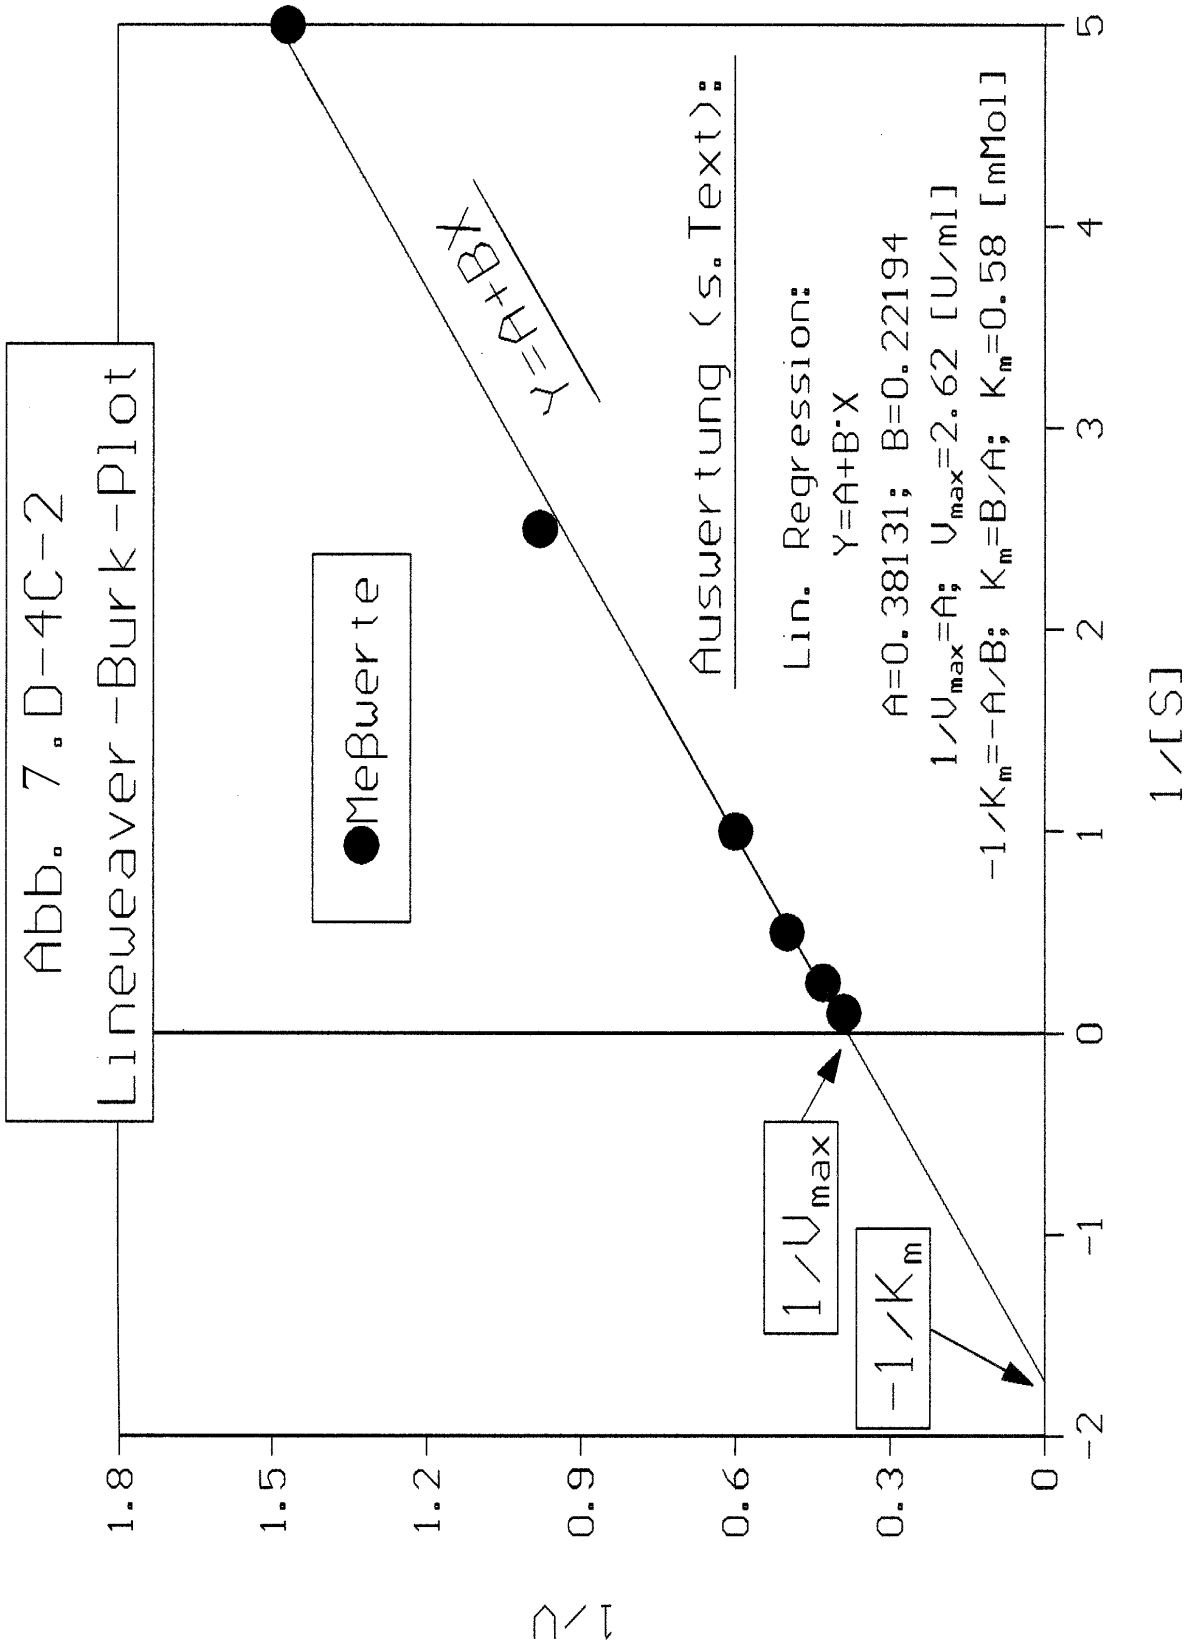 Abb. 7.D-4C-2
Lineweaver-Burk-Plot
Meβwerte
Y=A+BX
Auswertung (s.Text):
Lin. Regression:
Y=A+B·X
A=0.38131; B=0.22194
1/Vmax=A; Vmax=2.62 [U/ml]
-1/Km=-A/B; Km=B/A; Km=0.58 [mMol]
1/Vmax
-1/Km
1/V
1.8
1.5
1.2
0.9
0.6
0.3
0
-2
-1
0
1
2
3
4
5
1/[S]